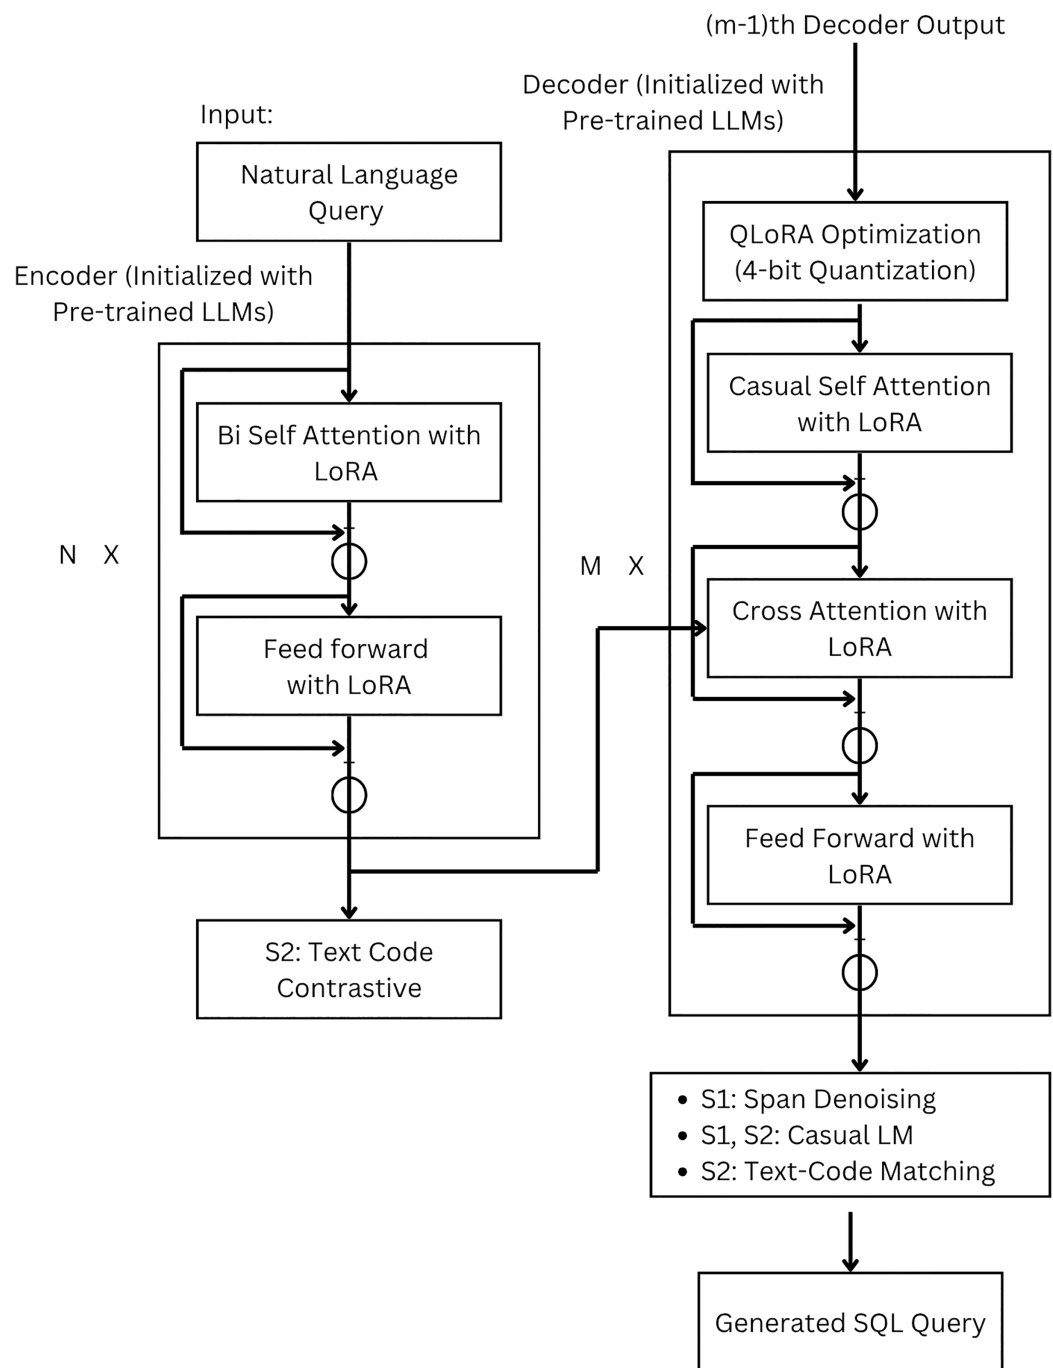 Input:
Natural Language
Query
Encoder (Initialized with
Pre-trained LLMs)
Bi Self Attention with
LoRA
N X
Feed forward
with LoRA
S2: Text Code
Contrastive
(m-1)th Decoder Output
Decoder (Initialized with
Pre-trained LLMs)
QLoRA Optimization
(4-bit Quantization)
Casual Self Attention
with LoRA
M X
Cross Attention with
LoRA
Feed Forward with
LoRA
• S1: Span Denoising
• S1, S2: Casual LM
• S2: Text-Code Matching
Generated SQL Query